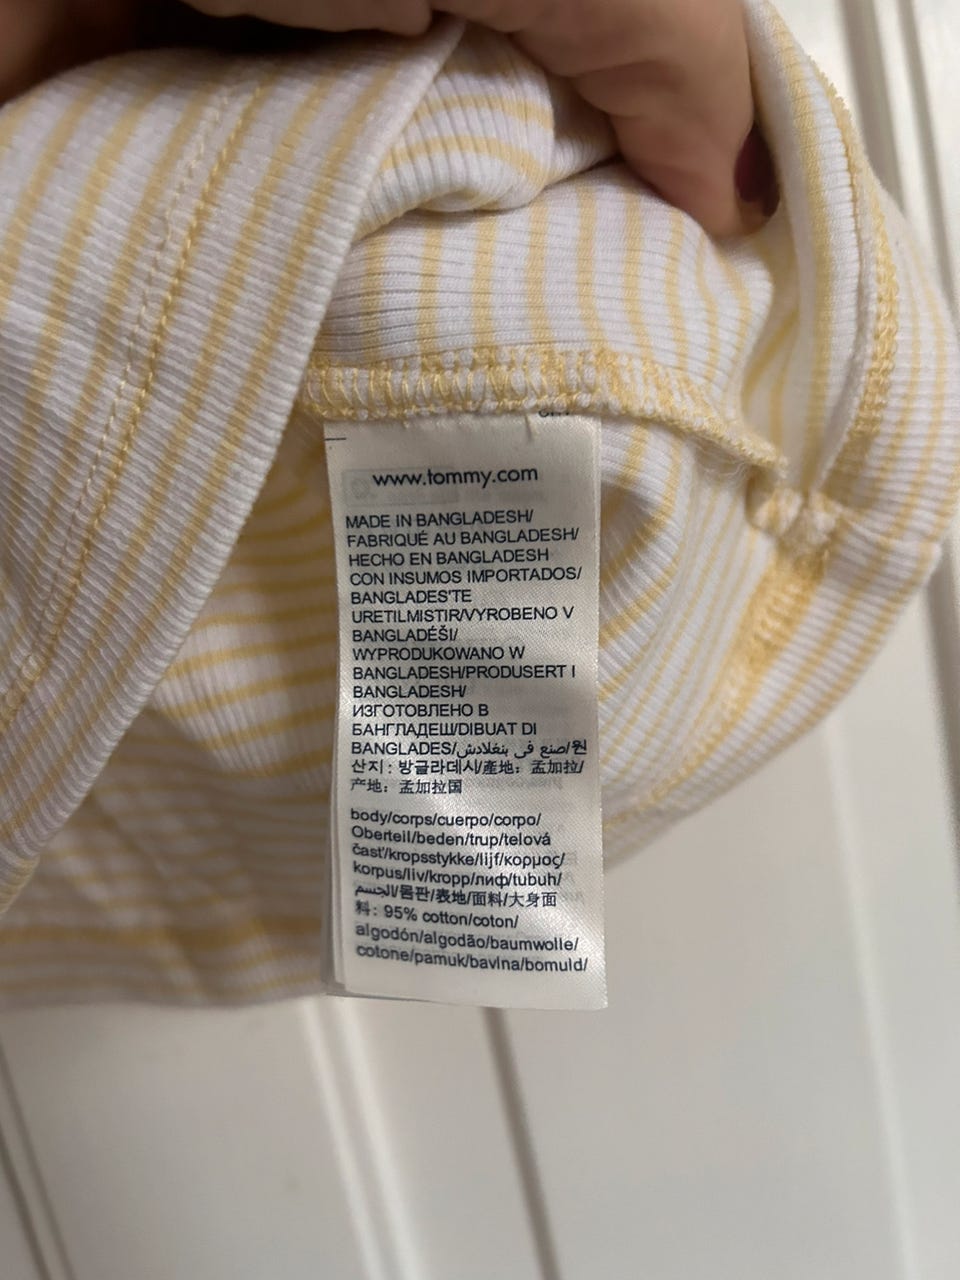 www.tommy.com
MADE IN BANGLADESH/
FABRIQUÉ AU BANGLADESH/
HECHO EN BANGLADESH
CON INSUMOS IMPORTADOS/
BANGLADES'TE
URETILMISTIR/VYROBENO V
BANGLADÉŠI/
WYPRODUKOWANO W
BANGLADESH/PRODUSERT I
BANGLADESH/
ИЗГОТОВЛЕНО В
БАНГЛАДЕШ/DIBUAT DI
BANGLADES/صنع في بنغلادش/원
산지: 방글라데시/產地: 孟加拉/
产地: 孟加拉国
body/corps/cuerpo/corpo/
Oberteil/beden/trup/telová
časť/kropsstykke/lijf/κορμος/
korpus/liv/kropp/лиф/tubuh/
الجسم/몸판/表地/面料/大身面
料: 95% cotton/coton/
algodón/algodão/baumwolle/
cotone/pamuk/bavlna/bomuld/